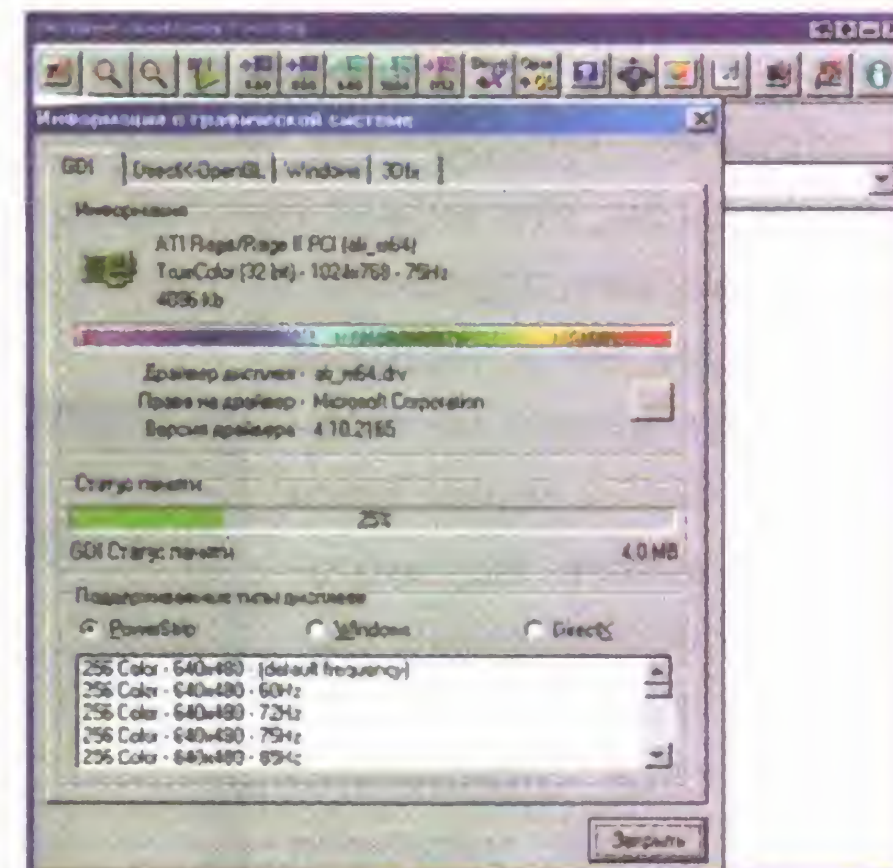 Информация о графической системе
GDI DirectX-OpenGL Windows 3Dfx
Информация
ATI Rage/Rage II PCI (ati_m64)
TrueColor (32 bit) - 1024x768 - 75Hz
4096 kb
Драйвер дисплея - ati_m64.drv
Права на драйвер - Microsoft Corporation
Версия драйвера - 4.10.2165
Статус памяти
25%
GDI Статус памяти 4.0 MB
Поддерживаемые типы дисплеев
PowerStrip Windows DirectX
256 Color - 640x480 - (default frequency)
256 Color - 640x480 - 60Hz
256 Color - 640x480 - 72Hz
256 Color - 640x480 - 75Hz
256 Color - 640x480 - 85Hz
Закрыть